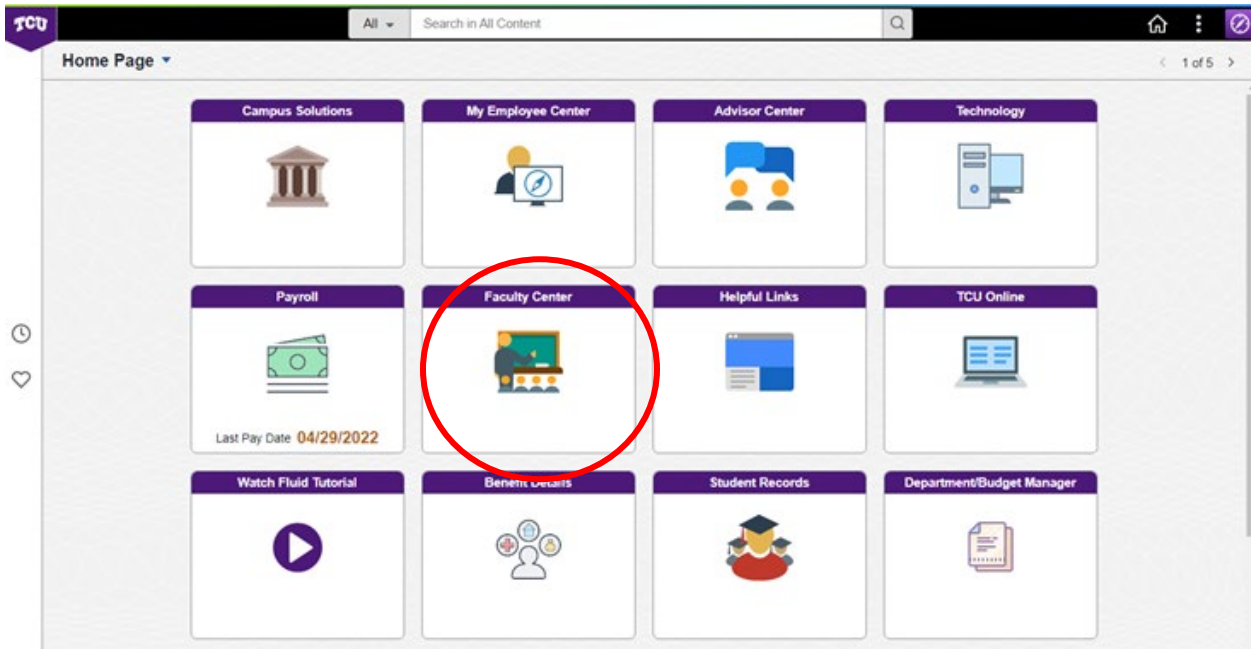 TCU
All
Search in All Content
Home Page
1 of 5
Campus Solutions
My Employee Center
Advisor Center
Technology
Payroll
Last Pay Date 04/29/2022
Faculty Center
Helpful Links
TCU Online
Watch Fluid Tutorial
Benefit Details
Student Records
Department/Budget Manager